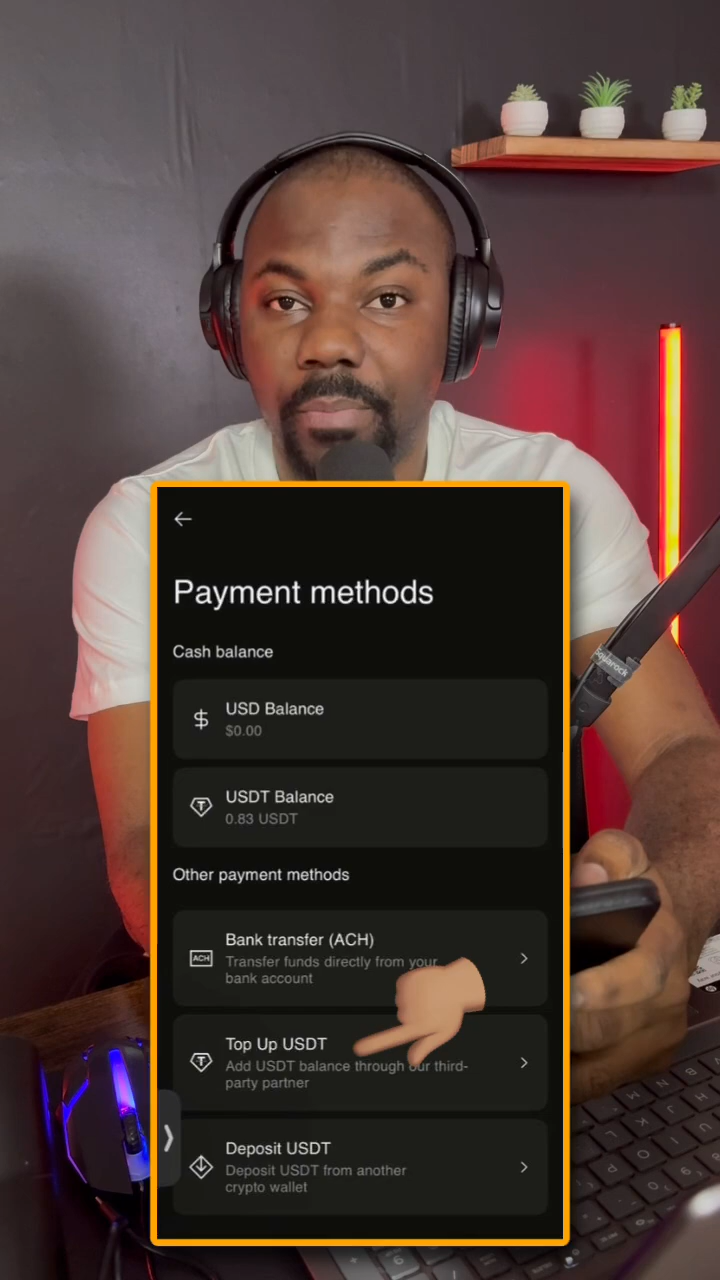 Payment methods
Cash balance
USD Balance
$0.00
USDT Balance
0.83 USDT
Other payment methods
ACH
Bank transfer (ACH)
Transfer funds directly from your
bank account
Top Up USDT
Add USDT balance through our third-
party partner
Deposit USDT
Deposit USDT from another
crypto wallet